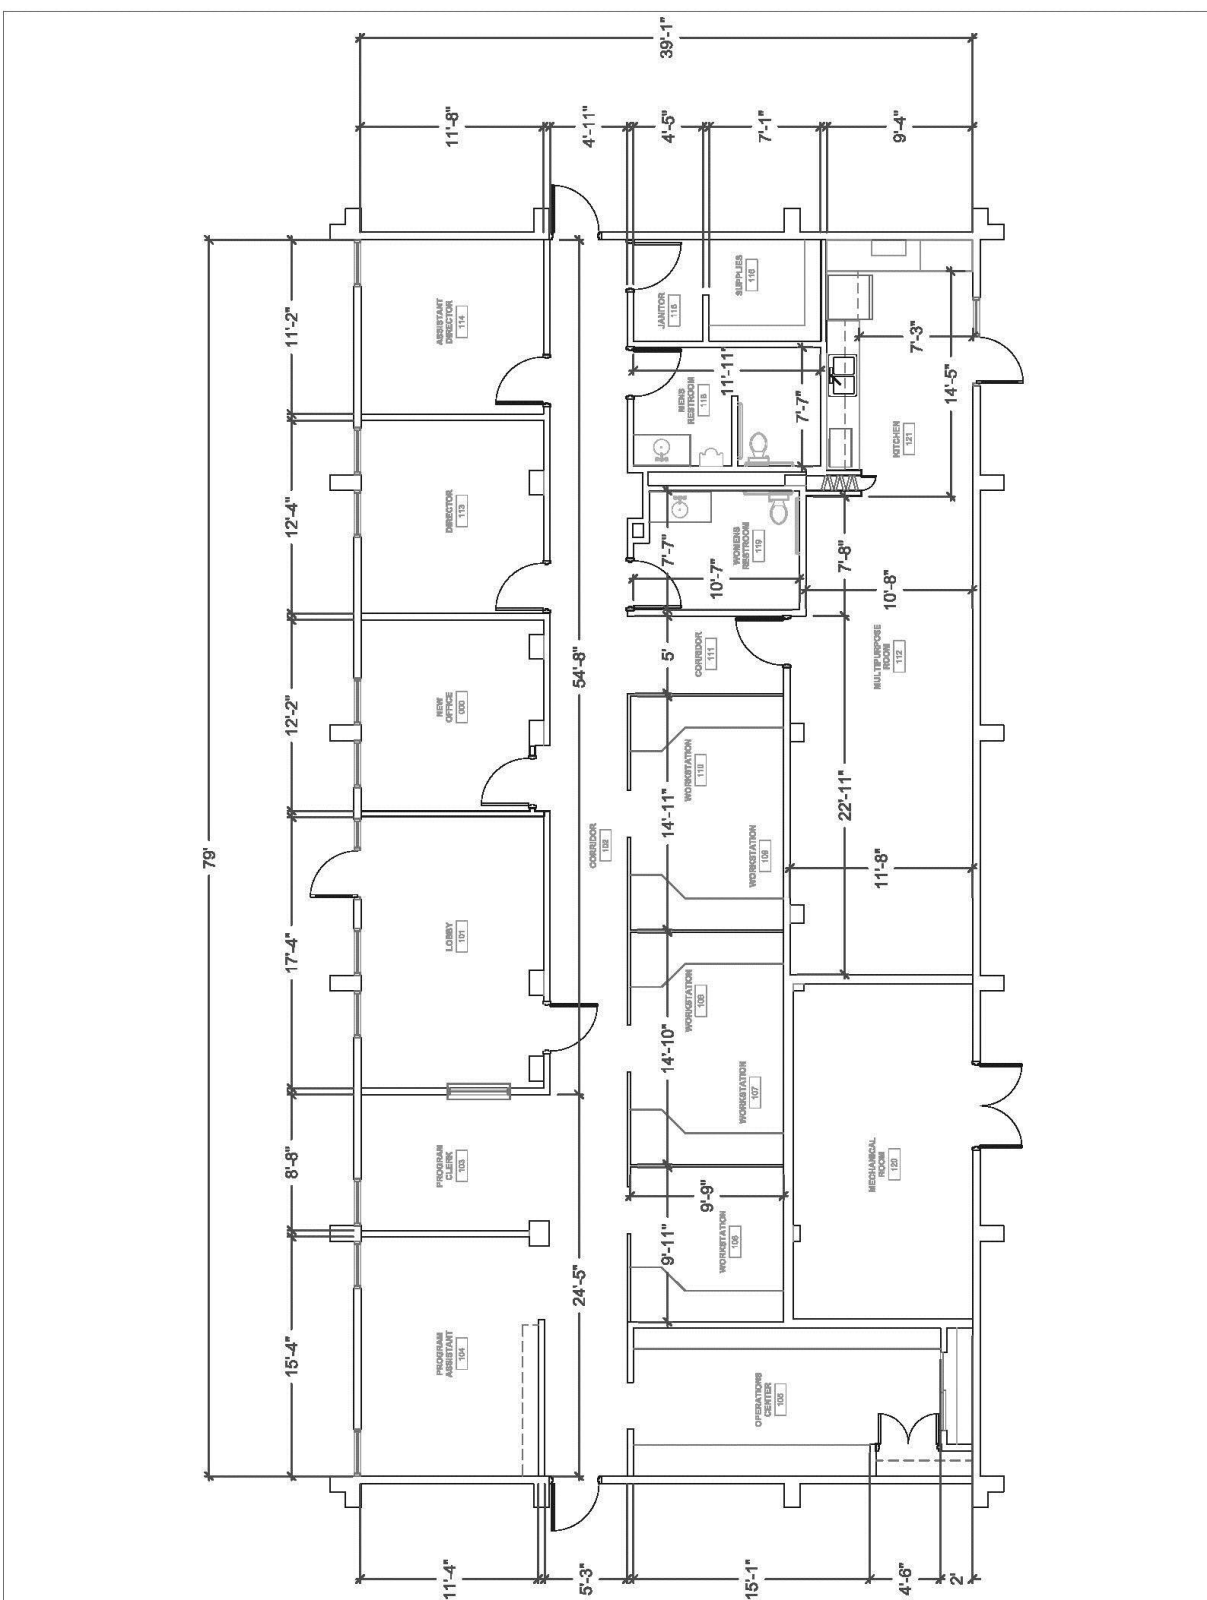 79'
15'-4"
8'-8"
17'-4"
12'-2"
12'-4"
11'-2"
11'-4"
PROGRAM
ASSISTANT
104
PROGRAM
CLERK
103
LOBBY
101
NEW
OFFICE
000
DIRECTOR
113
ASSISTANT
DIRECTOR
114
11'-8"
5'-3"
24'-5"
54'-8"
4'-11"
CORRIDOR
102
9'-11"
14'-10"
14'-11"
5'
7'-7"
4'-5"
WORKSTATION
106
9'-9"
WORKSTATION
107
WORKSTATION
108
WORKSTATION
109
WORKSTATION
110
CORRIDOR
111
WOMENS
RESTROOM
119
10'-7"
MENS
RESTROOM
118
11'-11"
7'-7"
JANITOR
SUPPLIES
7'-1"
15'-1"
OPERATIONS
CENTER
105
MECHANICAL
ROOM
120
22'-11"
7'-8"
11'-8"
MULTIPURPOSE
ROOM
112
10'-8"
KITCHEN
121
14'-5"
7'-3"
9'-4"
4'-6"
2'
39'-1"